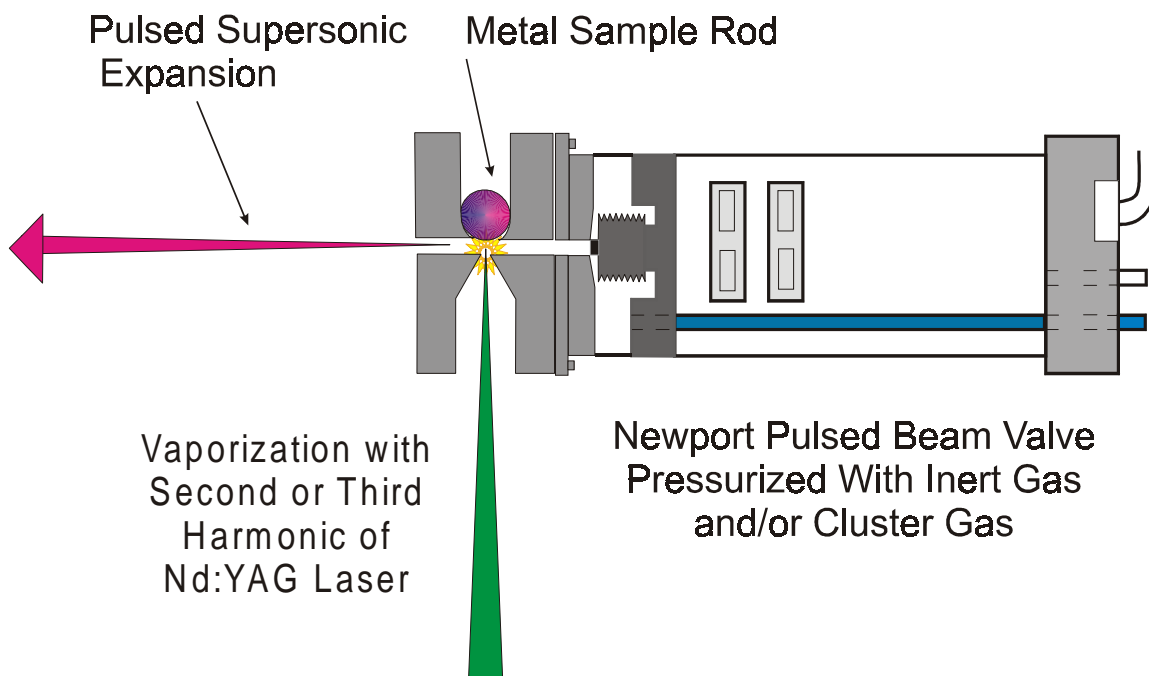 Pulsed Supersonic
Expansion
Metal Sample Rod
Vaporization with
Second or Third
Harmonic of
Nd:YAG Laser
Newport Pulsed Beam Valve
Pressurized With Inert Gas
and/or Cluster Gas